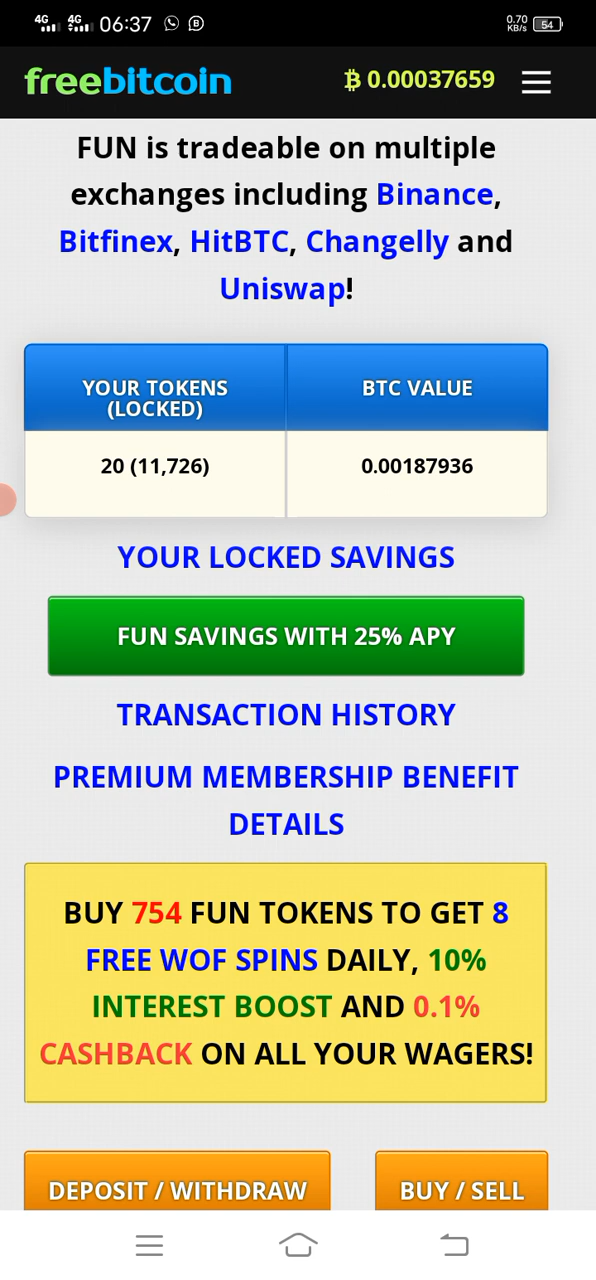 4G 4G 06:37 0.70 KB/s 54
freebitcoin ₿ 0.00037659
FUN is tradeable on multiple
exchanges including Binance,
Bitfinex, HitBTC, Changelly and
Uniswap!
YOUR TOKENS
(LOCKED)
BTC VALUE
20 (11,726)
0.00187936
YOUR LOCKED SAVINGS
FUN SAVINGS WITH 25% APY
TRANSACTION HISTORY
PREMIUM MEMBERSHIP BENEFIT
DETAILS
BUY 754 FUN TOKENS TO GET 8
FREE WOF SPINS DAILY, 10%
INTEREST BOOST AND 0.1%
CASHBACK ON ALL YOUR WAGERS!
DEPOSIT / WITHDRAW
BUY / SELL